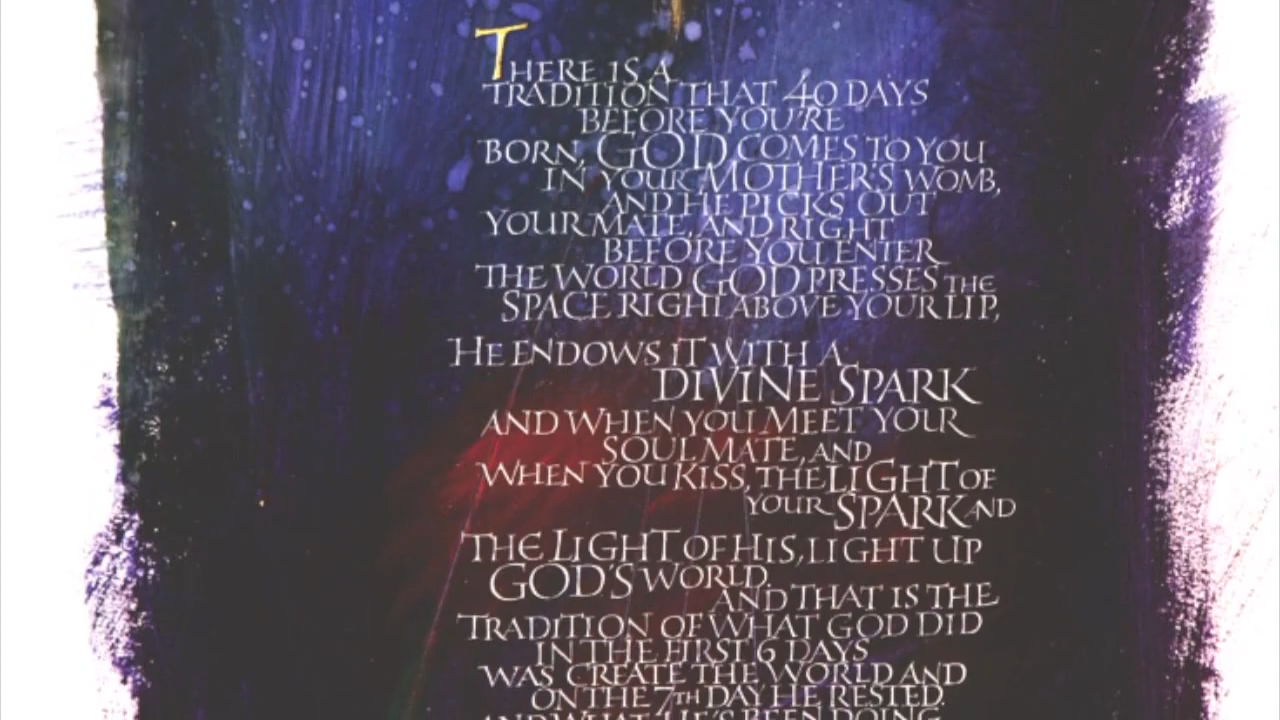 THERE IS A
TRADITION THAT 40 DAYS
BEFORE YOU'RE
BORN, GOD COMES TO YOU
IN YOUR MOTHER'S WOMB,
AND HE PICKS OUT
YOUR MATE, AND RIGHT
BEFORE YOU ENTER
THE WORLD GOD PRESSES THE
SPACE RIGHT ABOVE YOUR LIP,
HE ENDOWS IT WITH A
DIVINE SPARK
AND WHEN YOU MEET YOUR
SOUL MATE, AND
WHEN YOU KISS, THE LIGHT OF
YOUR SPARK AND
THE LIGHT OF HIS, LIGHT UP
GOD'S WORLD.
AND THAT IS THE
TRADITION OF WHAT GOD DID
IN THE FIRST 6 DAYS
WAS CREATE THE WORLD AND
ON THE 7TH DAY HE RESTED.
AND WHAT HE'S BEEN DOING